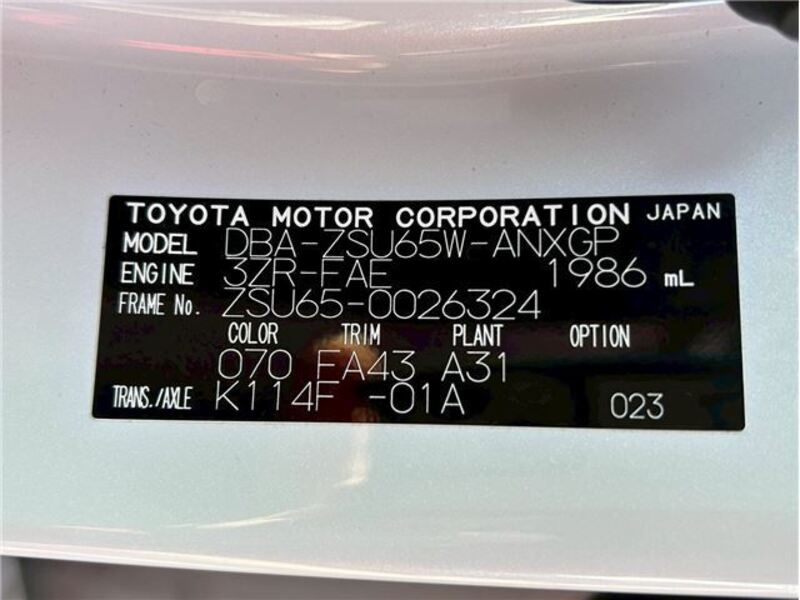 TOYOTA MOTOR CORPORATION JAPAN
MODEL DBA-ZSU65W-ANXGP
ENGINE 3ZR-FAE 1986 mL
FRAME No. ZSU65-0026324
COLOR TRIM PLANT OPTION
070 FA43 A31
TRANS./AXLE K114F -01A 023